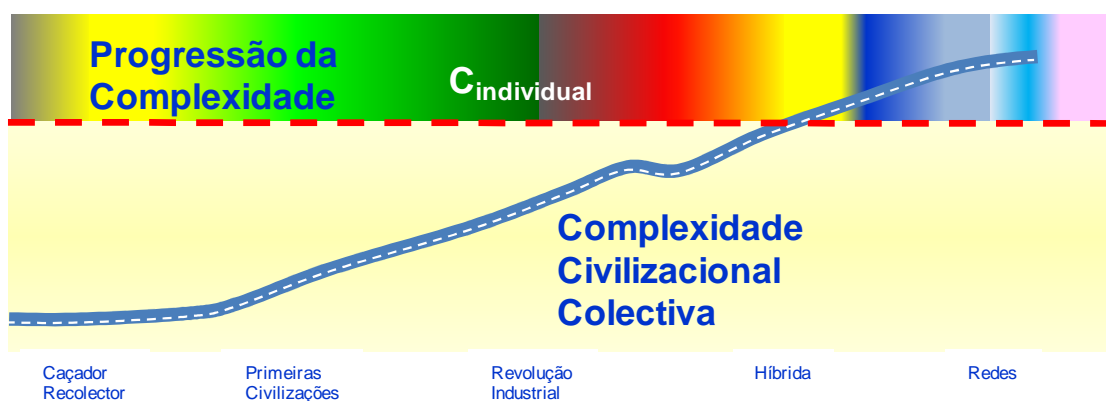 Progressão da
Complexidade
Cindividual
Complexidade
Civilizacional
Colectiva
Caçador
Recolector
Primeiras
Civilizações
Revolução
Industrial
Híbrida
Redes